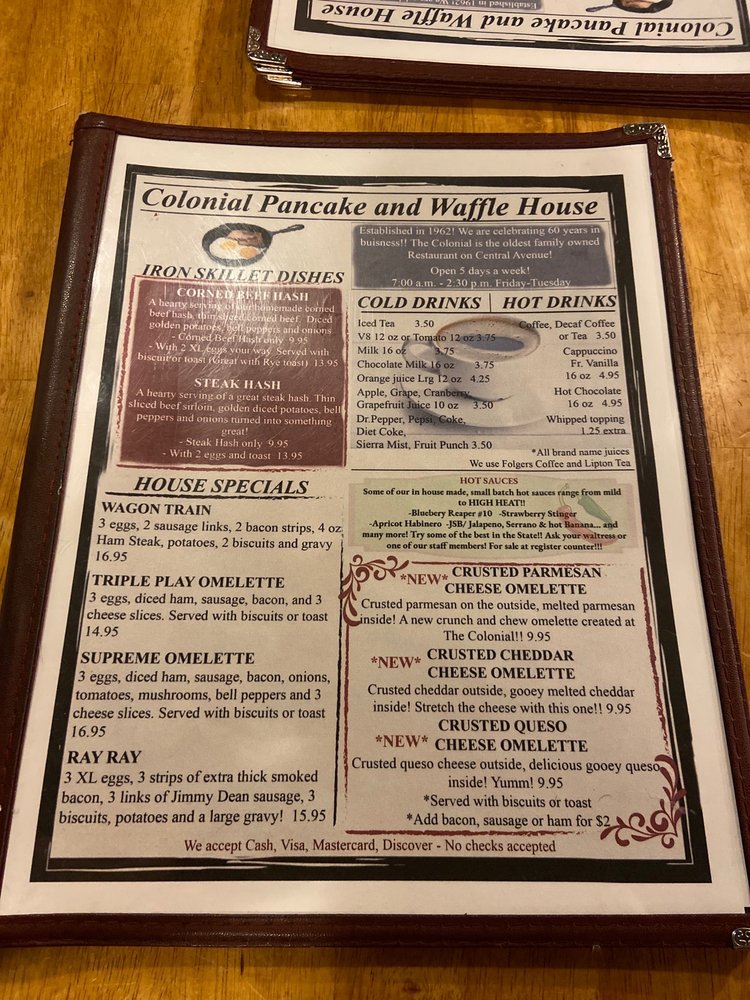 Colonial Pancake and Waffle House
Established in 1962! We
Colonial Pancake and Waffle House
Established in 1962! We are celebrating 60 years in
buisness!! The Colonial is the oldest family owned
Restaurant on Central Avenue!
Open 5 days a week!
7:00 a.m. - 2:30 p.m. Friday-Tuesday
IRON SKILLET DISHES
CORNED BEEF HASH
A hearty serving of our homemade corned
beef hash, thin sliced corned beef. Diced
golden potatoes, bell peppers and onions
- Corned Beef Hash only 9.95
- With 2 XL eggs your way. Served with
biscuit or toast (Great with Rye toast) 13.95
STEAK HASH
A hearty serving of a great steak hash. Thin
sliced beef sirloin, golden diced potatoes, bell
peppers and onions turned into something
great!
- Steak Hash only 9.95
- With 2 eggs and toast 13.95
HOUSE SPECIALS
WAGON TRAIN
3 eggs, 2 sausage links, 2 bacon strips, 4 oz
Ham Steak, potatoes, 2 biscuits and gravy
16.95
TRIPLE PLAY OMELETTE
3 eggs, diced ham, sausage, bacon, and 3
cheese slices. Served with biscuits or toast
14.95
SUPREME OMELETTE
3 eggs, diced ham, sausage, bacon, onions,
tomatoes, mushrooms, bell peppers and 3
cheese slices. Served with biscuits or toast
16.95
RAY RAY
3 XL eggs, 3 strips of extra thick smoked
bacon, 3 links of Jimmy Dean sausage, 3
biscuits, potatoes and a large gravy! 15.95
COLD DRINKS
Iced Tea 3.50
V8 12 oz or Tomato 12 oz 3.75
Milk 16 oz 3.75
Chocolate Milk 16 oz 3.75
Orange juice Lrg 12 oz 4.25
Apple, Grape, Cranberry,
Grapefruit Juice 10 oz 3.50
Dr.Pepper, Pepsi, Coke,
Diet Coke,
Sierra Mist, Fruit Punch 3.50
HOT DRINKS
Coffee, Decaf Coffee
or Tea 3.50
Cappuccino
Fr. Vanilla
16 oz 4.95
Hot Chocolate
16 oz 4.95
Whipped topping
1.25 extra
*All brand name juices
We use Folgers Coffee and Lipton Tea
HOT SAUCES
Some of our in house made, small batch hot sauces range from mild
to HIGH HEAT!!
-Bluebery Reaper #10 -Strawberry Stinger
-Apricot Habinero -JSB/ Jalapeno, Serrano & hot Banana... and
many more! Try some of the best in the State!! Ask your waitress or
one of our staff members! For sale at register counter!!!
*NEW* CRUSTED PARMESAN
CHEESE OMELETTE
Crusted parmesan on the outside, melted parmesan
inside! A new crunch and chew omelette created at
The Colonial!! 9.95
*NEW* CRUSTED CHEDDAR
CHEESE OMELETTE
Crusted cheddar outside, gooey melted cheddar
inside! Stretch the cheese with this one!! 9.95
CRUSTED QUESO
*NEW* CHEESE OMELETTE
Crusted queso cheese outside, delicious gooey queso
inside! Yumm! 9.95
*Served with biscuits or toast
*Add bacon, sausage or ham for $2
We accept Cash, Visa, Mastercard, Discover - No checks accepted